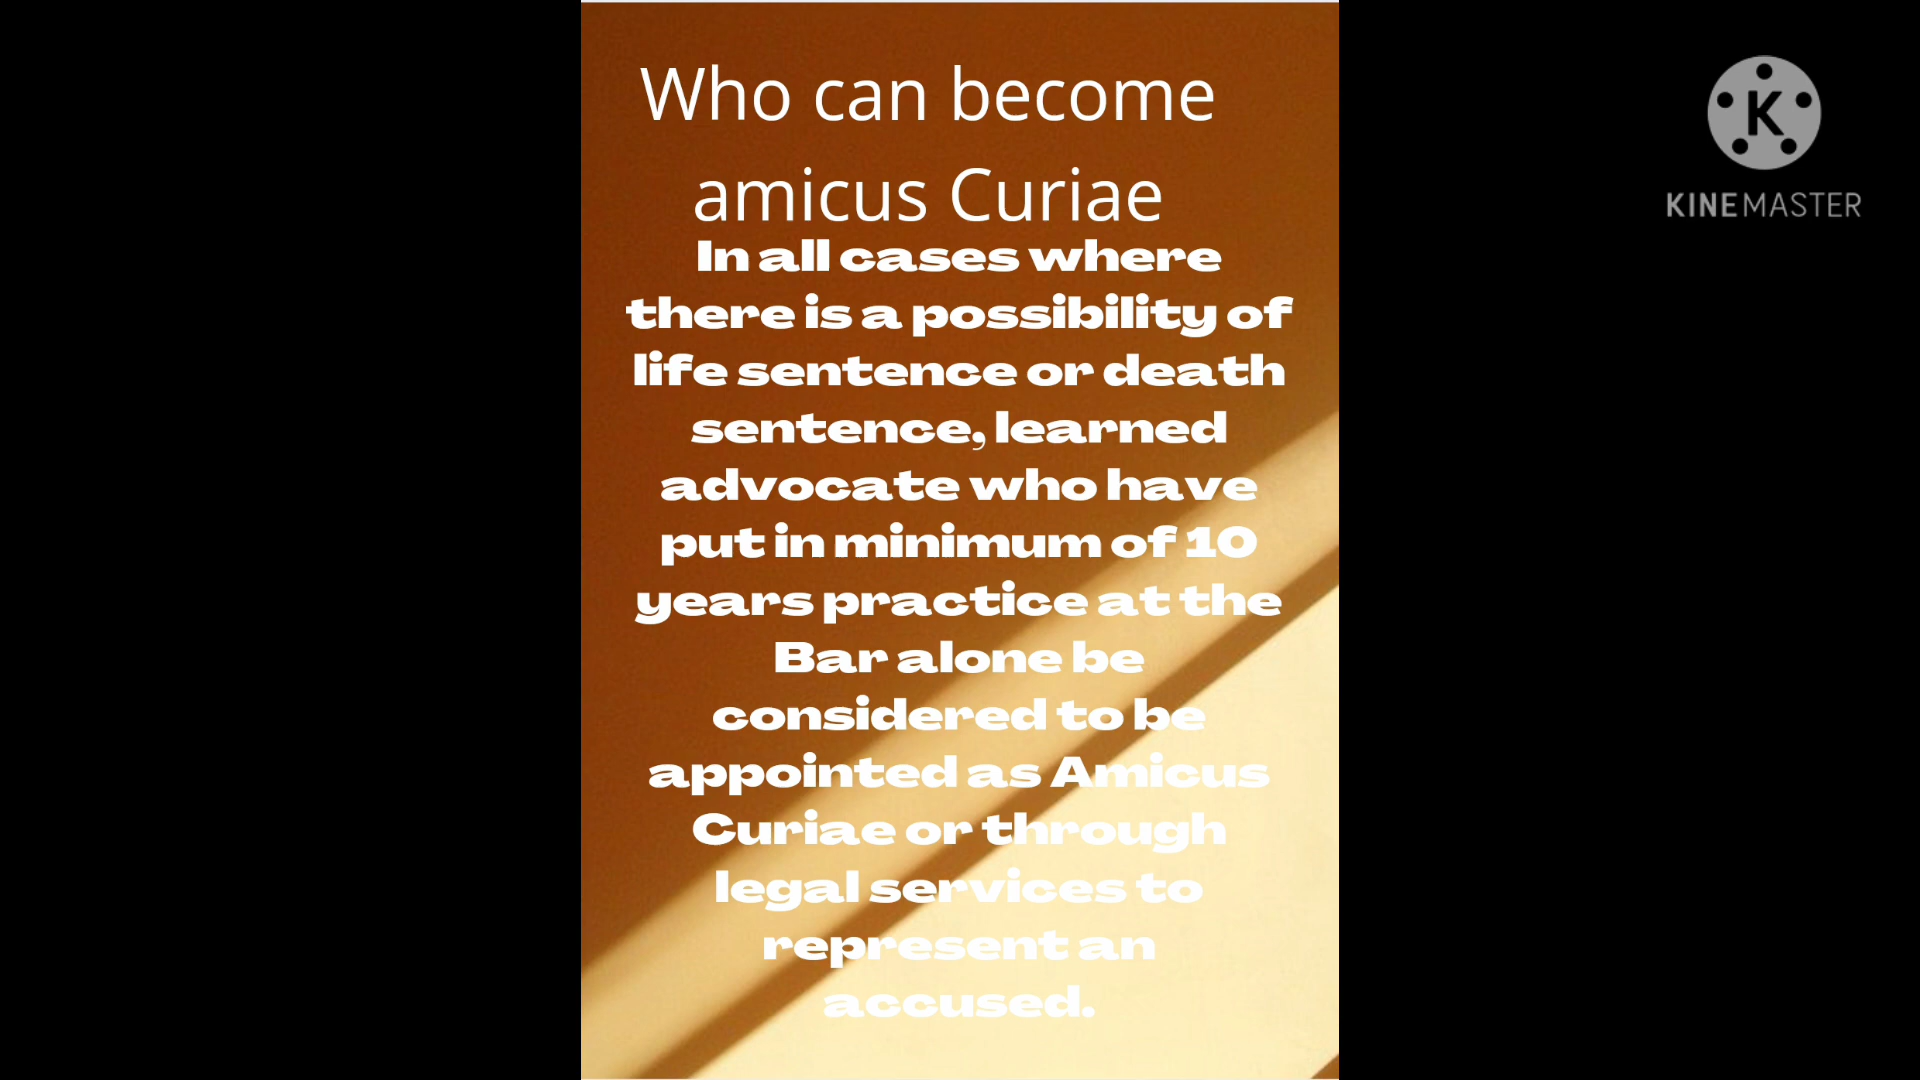 Who can become
amicus Curiae
In all cases where
there is a possibility of
life sentence or death
sentence, learned
advocate who have
put in minimum of 10
years practice at the
Bar alone be
considered to be
appointed as Amicus
Curiae or through
legal services to
represent an
accused.
K
KINEMASTER